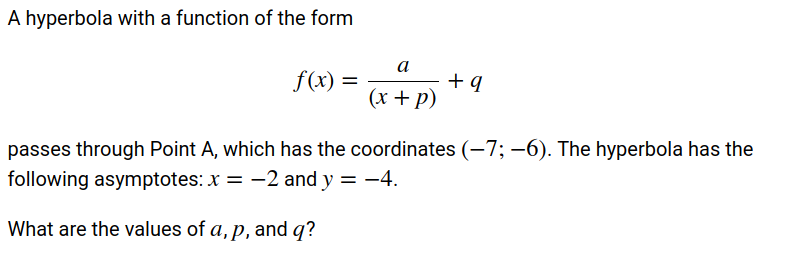 A hyperbola with a function of the form
f(x) = a/(x + p) + q
passes through Point A, which has the coordinates (−7; −6). The hyperbola has the
following asymptotes: x = −2 and y = −4.
What are the values of a, p, and q?